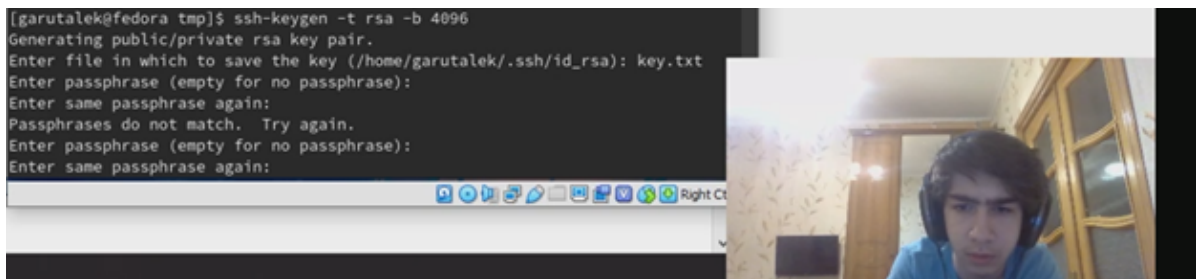 [garutalek@fedora tmp]$ ssh-keygen -t rsa -b 4096
Generating public/private rsa key pair.
Enter file in which to save the key (/home/garutalek/.ssh/id_rsa): key.txt
Enter passphrase (empty for no passphrase):
Enter same passphrase again:
Passphrases do not match.  Try again.
Enter passphrase (empty for no passphrase):
Enter same passphrase again:
Right Ct